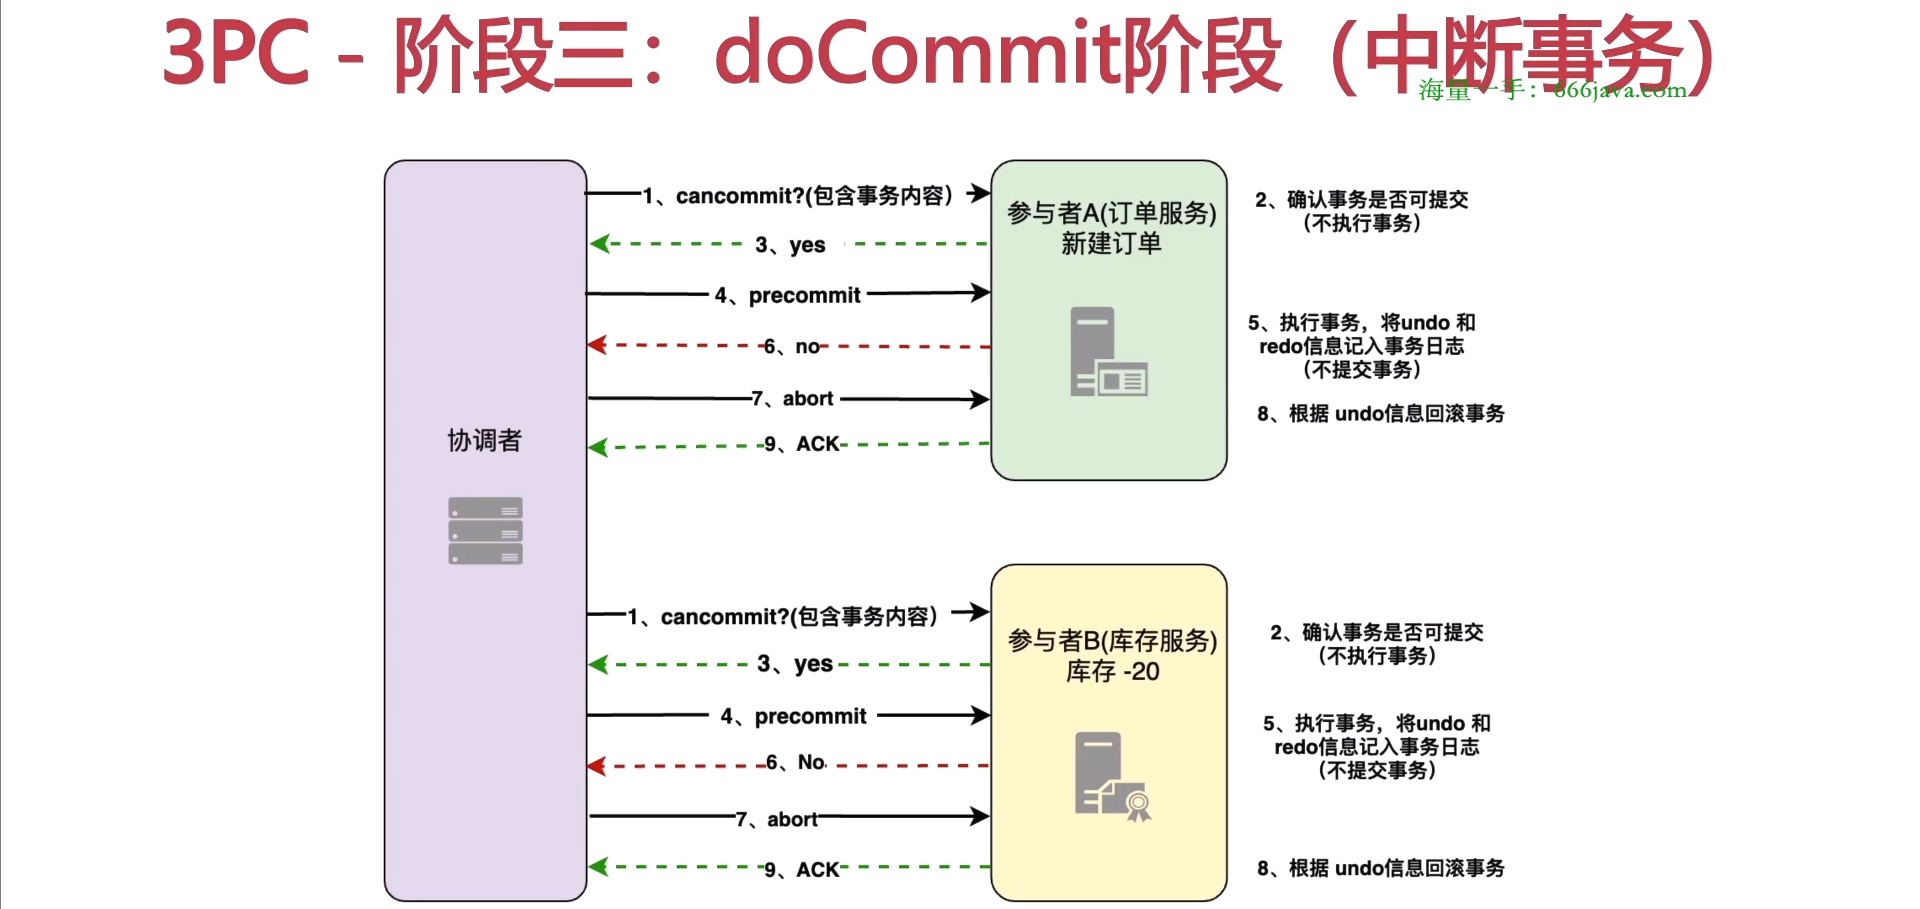 3PC - 阶段三：doCommit阶段（中断事务）
海量一手：666java.com
1、cancommit?(包含事务内容）
3、yes
4、precommit
6、no
7、abort
9、ACK
参与者A(订单服务)
新建订单
2、确认事务是否可提交
（不执行事务）
5、执行事务，将undo 和
redo信息记入事务日志
（不提交事务）
8、根据 undo信息回滚事务
协调者
1、cancommit?(包含事务内容）
3、yes
4、precommit
6、No
7、abort
9、ACK
参与者B(库存服务)
库存 -20
2、确认事务是否可提交
（不执行事务）
5、执行事务，将undo 和
redo信息记入事务日志
（不提交事务）
8、根据 undo信息回滚事务